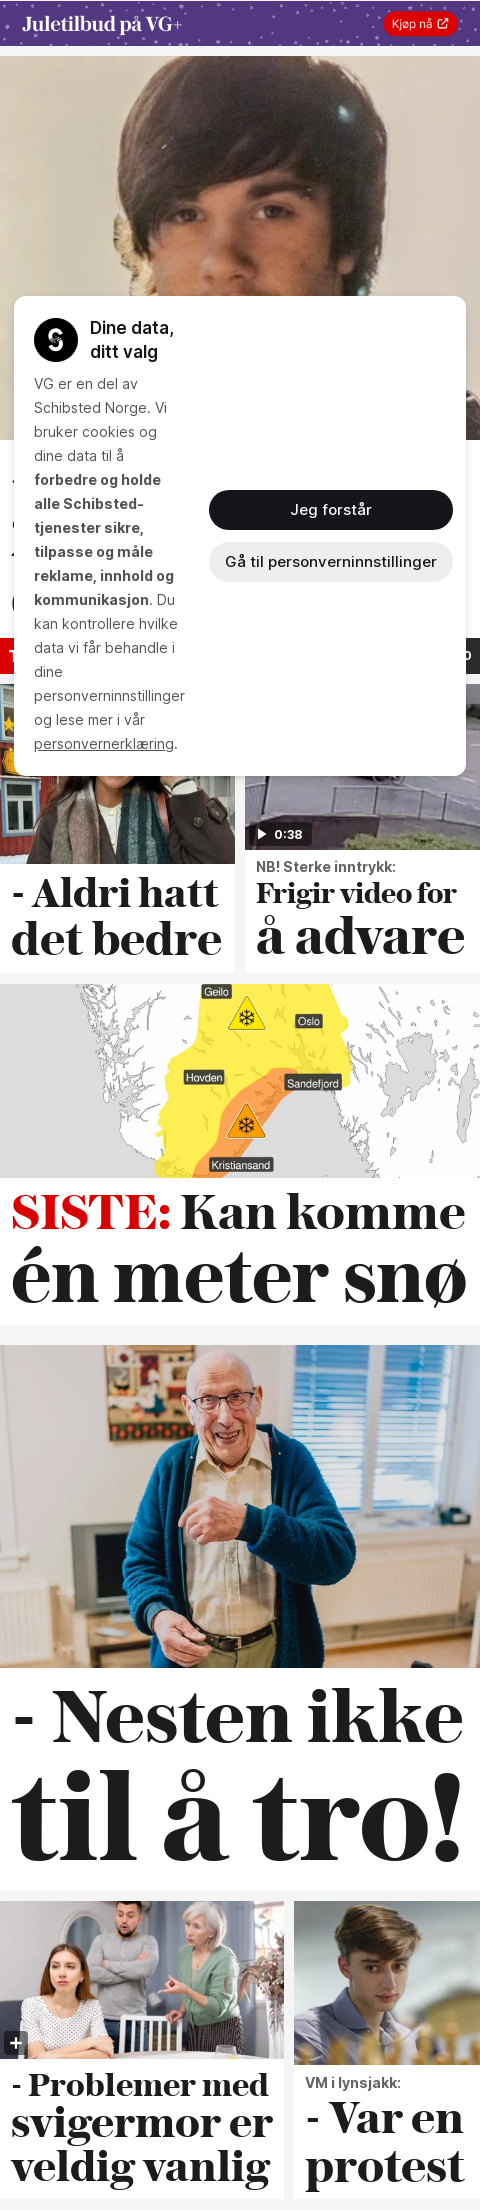 Juletilbud på VG+
Kjøp nå
Dine data,
ditt valg
VG er en del av
Schibsted Norge. Vi
bruker cookies og
dine data til å
forbedre og holde
alle Schibsted-
tjenester sikre,
tilpasse og måle
reklame, innhold og
kommunikasjon. Du
kan kontrollere hvilke
data vi får behandle i
dine
personverninnstillinger
og lese mer i vår
personvernerklæring.
Jeg forstår
Gå til personverninnstillinger
0:38
- Aldri hatt
det bedre
NB! Sterke inntrykk:
Frigir video for
å advare
Geilo
Oslo
Hovden
Sandefjord
Kristiansand
SISTE: Kan komme
én meter snø
- Nesten ikke
til å tro!
- Problemer med
svigermor er
veldig vanlig
VM i lynsjakk:
- Var en
protest